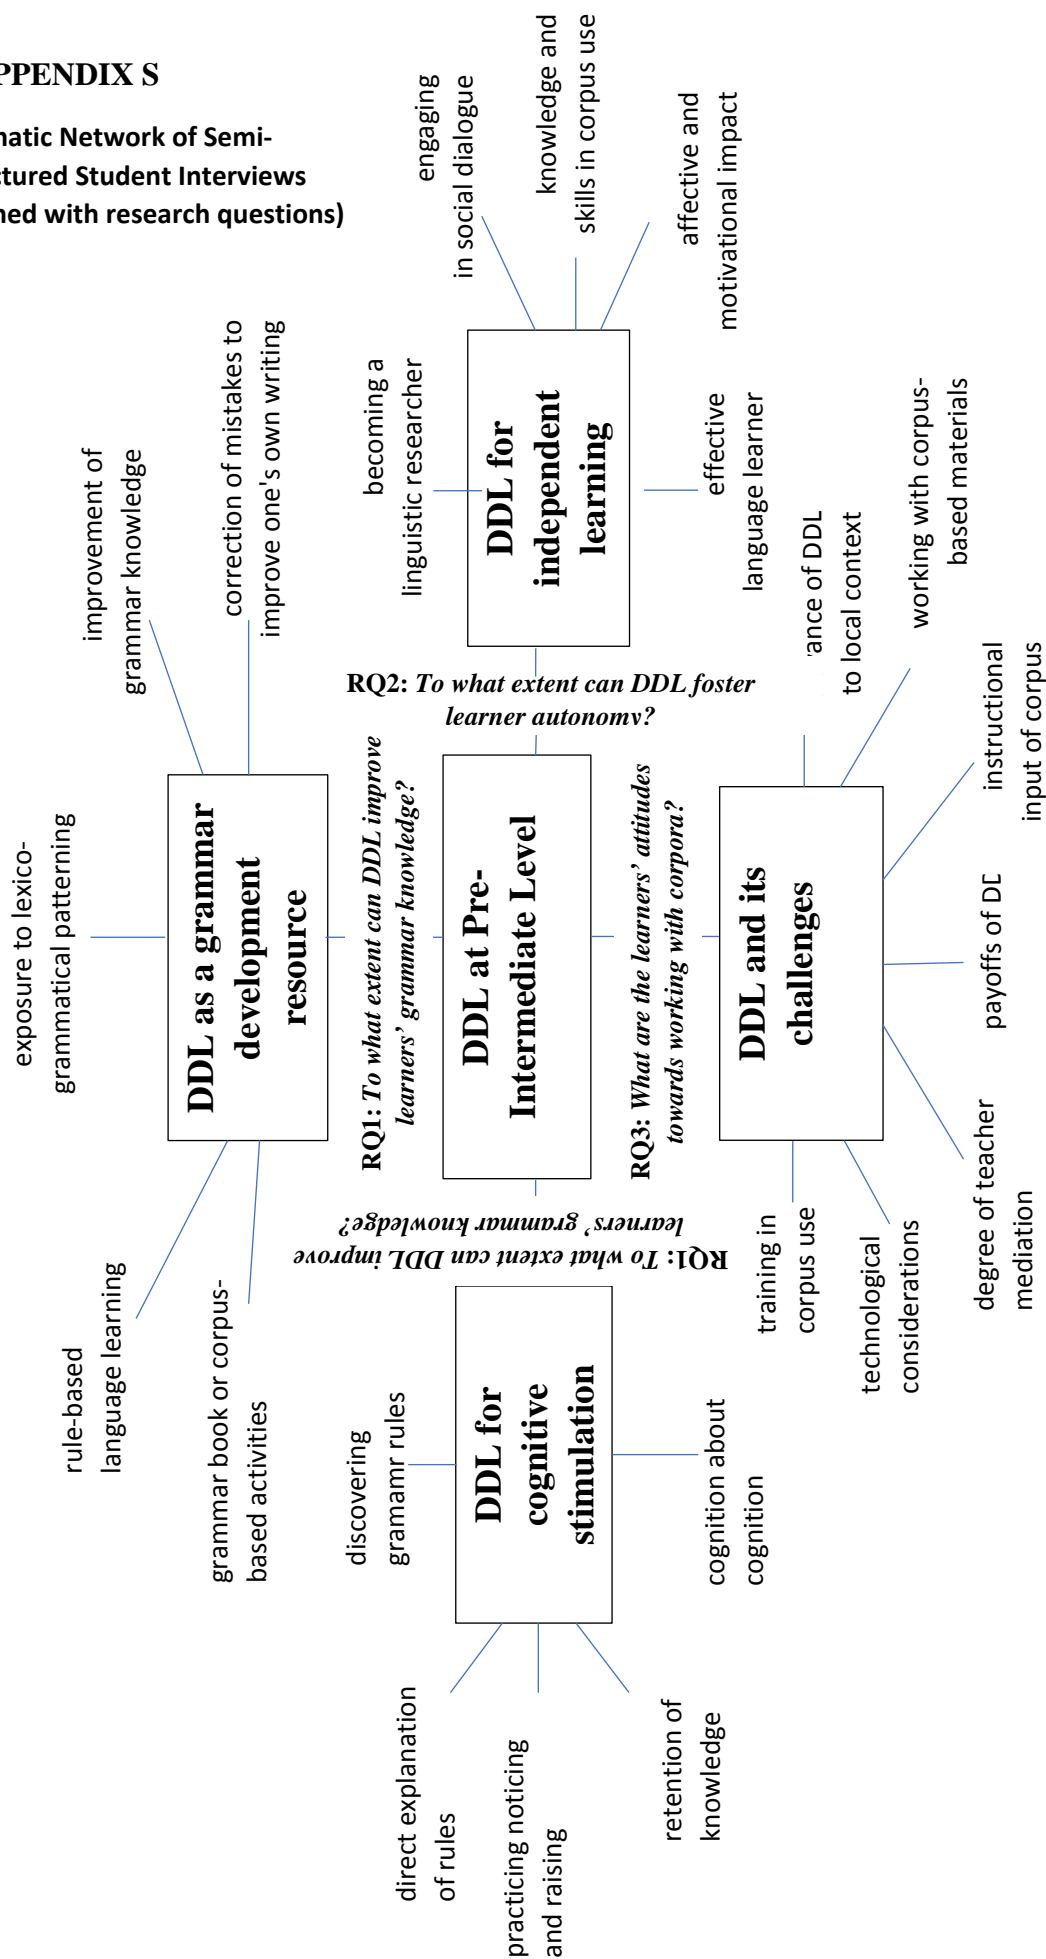 PPENDIX S
natic Network of Semi-
ctured Student Interviews
ned with research questions)
exposure to lexico-
grammatical patterning
improvement of
grammar knowledge
correction of mistakes to
improve one's own writing
rule-based
language learning
grammar book or corpus-
based activities
DDL as a grammar
development
resource
RQ1: To what extent can DDL improve
learners' grammar knowledge?
engaging
in social dialogue
knowledge and
skills in corpus use
affective and
motivational impact
becoming a
linguistic researcher
effective
language learner
DDL for
independent
learning
RQ2: To what extent can DDL foster
learner autonomy?
DDL at Pre-
Intermediate Level
RQ1: To what extent can DDL improve
learners' grammar knowledge?
discovering
gramamr rules
DDL for
cognitive
stimulation
direct explanation
of rules
practicing noticing
and raising
retention of
knowledge
cognition about
cognition
RQ3: What are the learners' attitudes
towards working with corpora?
DDL and its
challenges
training in
corpus use
technological
considerations
degree of teacher
mediation
payoffs of DD
instructional
input of corpus
working with corpus-
based materials
vance of DDL
to local context